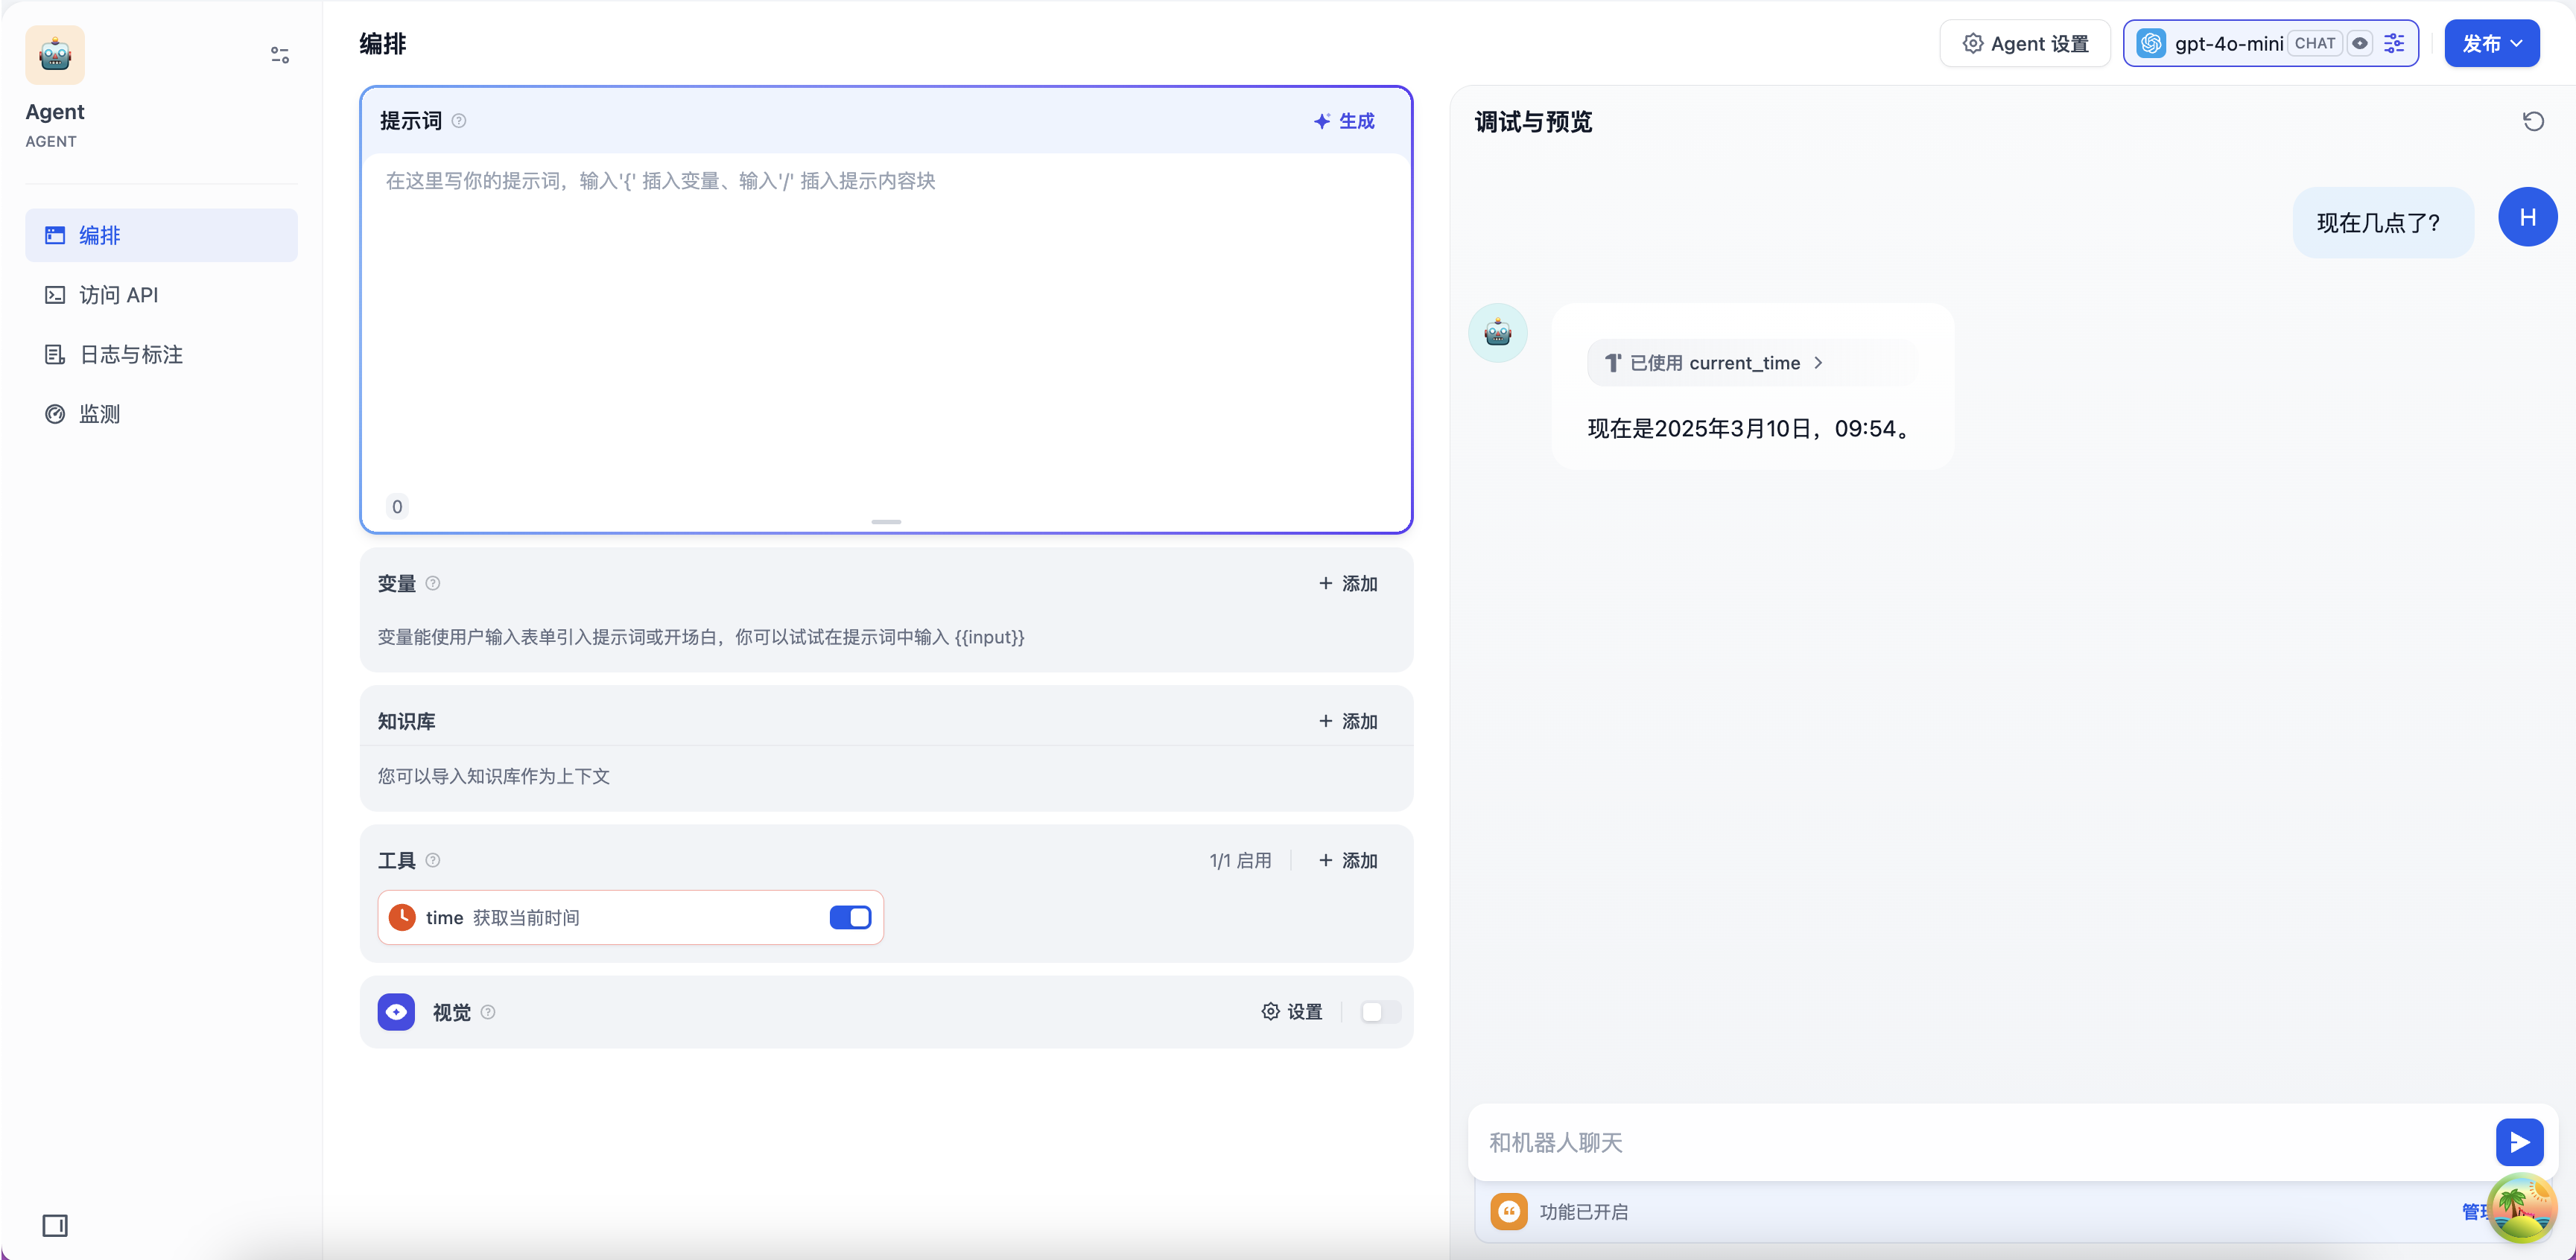 Agent
AGENT
编排
访问 API
日志与标注
监测
编排
Agent 设置
gpt-4o-mini
CHAT
发布
提示词
生成
在这里写你的提示词，输入'{' 插入变量、输入'/' 插入提示内容块
0
变量
添加
变量能使用户输入表单引入提示词或开场白，你可以试试在提示词中输入 {{input}}
知识库
添加
您可以导入知识库作为上下文
工具
1/1 启用
添加
time 获取当前时间
视觉
设置
调试与预览
现在几点了？
H
已使用 current_time
现在是2025年3月10日，09:54。
和机器人聊天
功能已开启